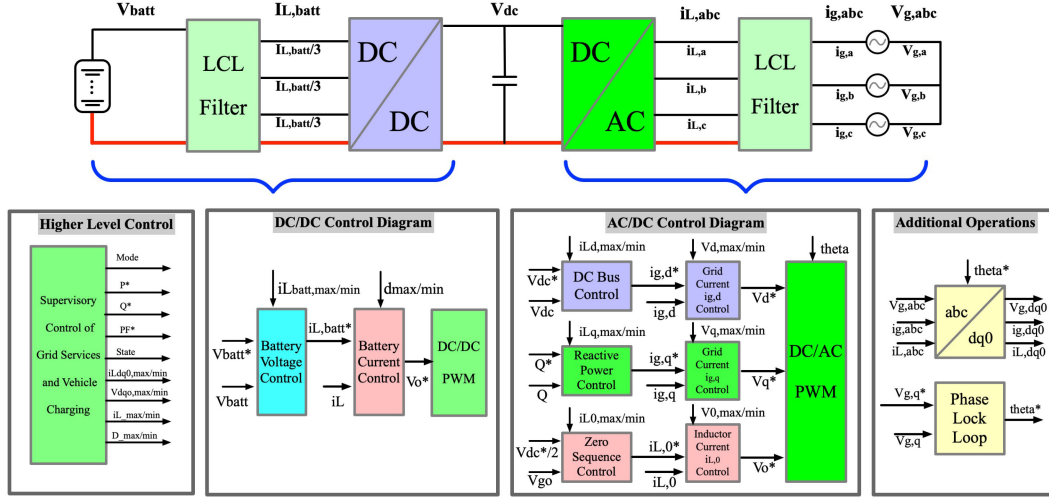 Vbatt
IL,batt
Vdc
iL,abc
ig,abc
Vg,abc
LCL
Filter
IL,batt/3
IL,batt/3
IL,batt/3
DC
DC
DC
AC
iL,a
iL,b
iL,c
LCL
Filter
ig,a
Vg,a
ig,b
Vg,b
ig,c
Vg,c
Higher Level Control
Supervisory
Control of
Grid Services
and Vehicle
Charging
Mode
P*
Q*
PF*
State
iLdq0,max/min
Vdqo,max/min
iL_max/min
D_max/min
DC/DC Control Diagram
iLbatt,max/min
dmax/min
Vbatt*
Vbatt
Battery
Voltage
Control
iL,batt*
iL
Battery
Current
Control
Vo*
DC/DC
PWM
AC/DC Control Diagram
iLd,max/min
Vd,max/min
theta
Vdc*
Vdc
DC Bus
Control
ig,d*
ig,d
Grid
Current
ig,d
Control
Vd*
iLq,max/min
Vq,max/min
Q*
Q
Reactive
Power
Control
ig,q*
ig,q
Grid
Current
ig,q
Control
Vq*
iL0,max/min
V0,max/min
Vdc*/2
Vgo
Zero
Sequence
Control
iL,0*
iL,0
Inductor
Current
iL,0
Control
Vo*
DC/AC
PWM
Additional Operations
theta*
Vg,abc
ig,abc
iL,abc
abc
dq0
Vg,dq0
ig,dq0
iL,dq0
Vg,q*
Vg,q
Phase
Lock
Loop
theta*